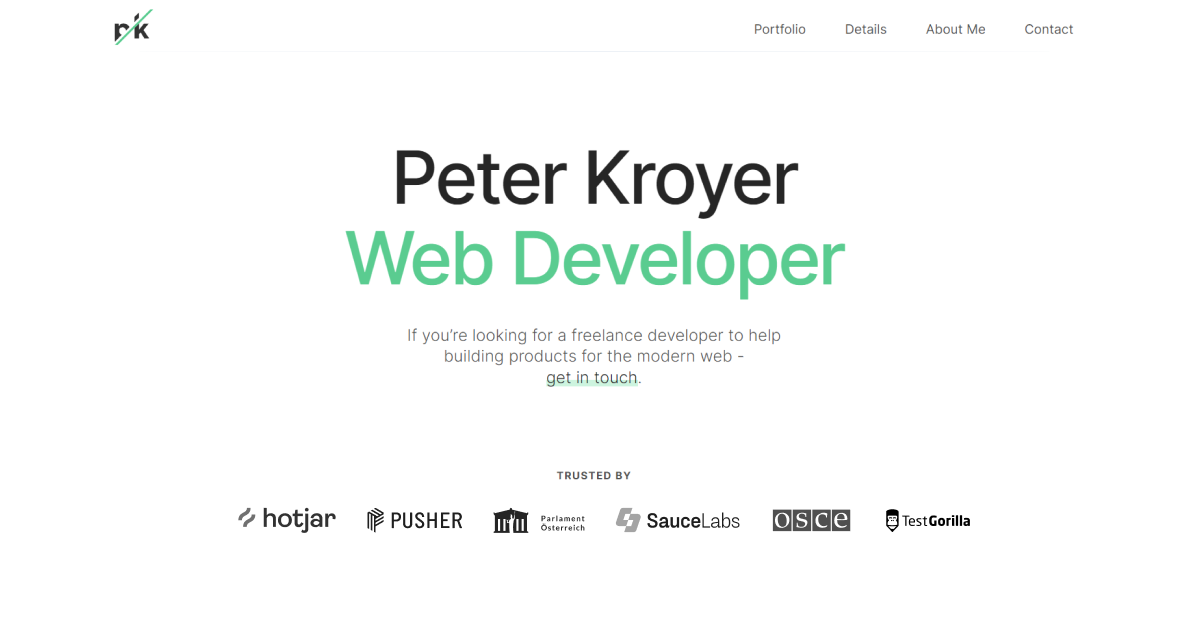 pk
Portfolio
Details
About Me
Contact
Peter Kroyer
Web Developer
If you’re looking for a freelance developer to help
building products for the modern web -
get in touch.
TRUSTED BY
hotjar
PUSHER
Parlament
Österreich
SauceLabs
osce
TestGorilla